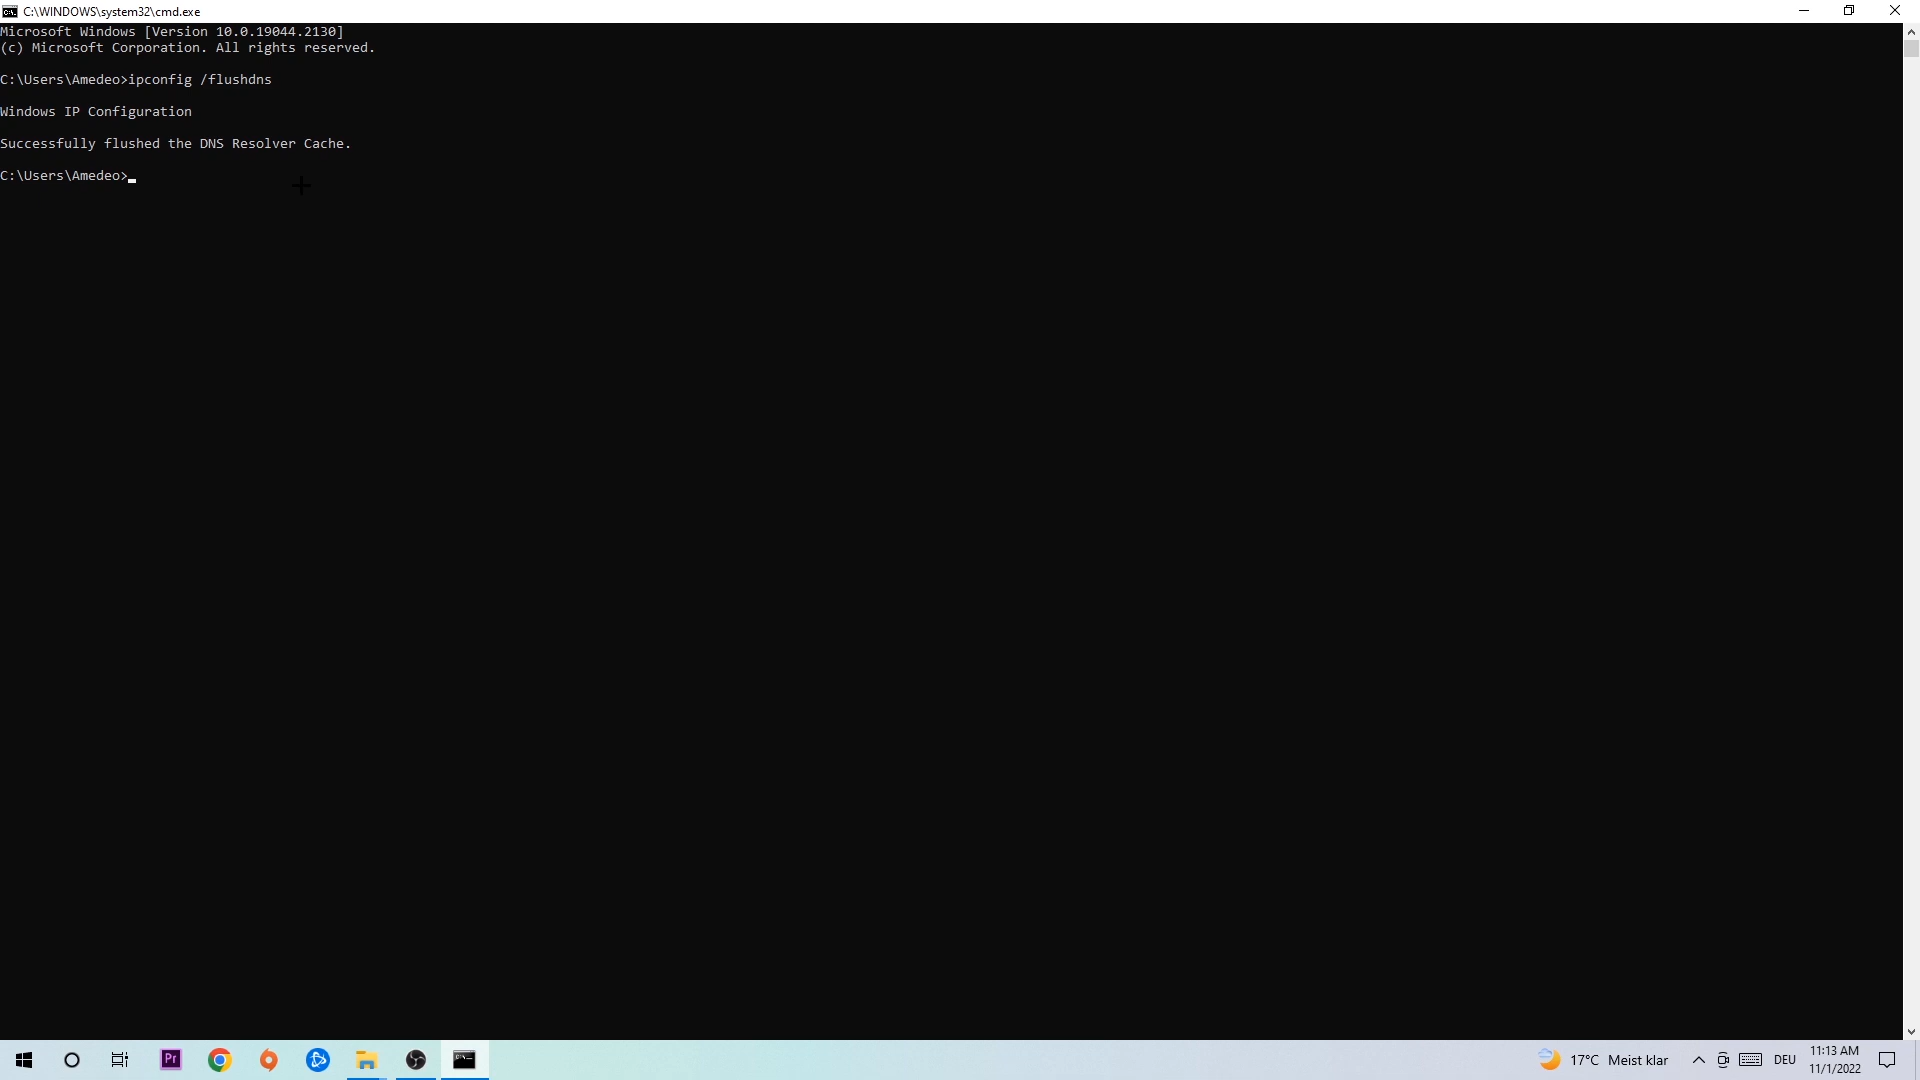 C:\WINDOWS\system32\cmd.exe
Microsoft Windows [Version 10.0.19044.2130]
(c) Microsoft Corporation. All rights reserved.
C:\Users\Amedeo>ipconfig /flushdns
Windows IP Configuration
Successfully flushed the DNS Resolver Cache.
C:\Users\Amedeo>
Pr
17°C Meist klar
DEU
11:13 AM
11/1/2022